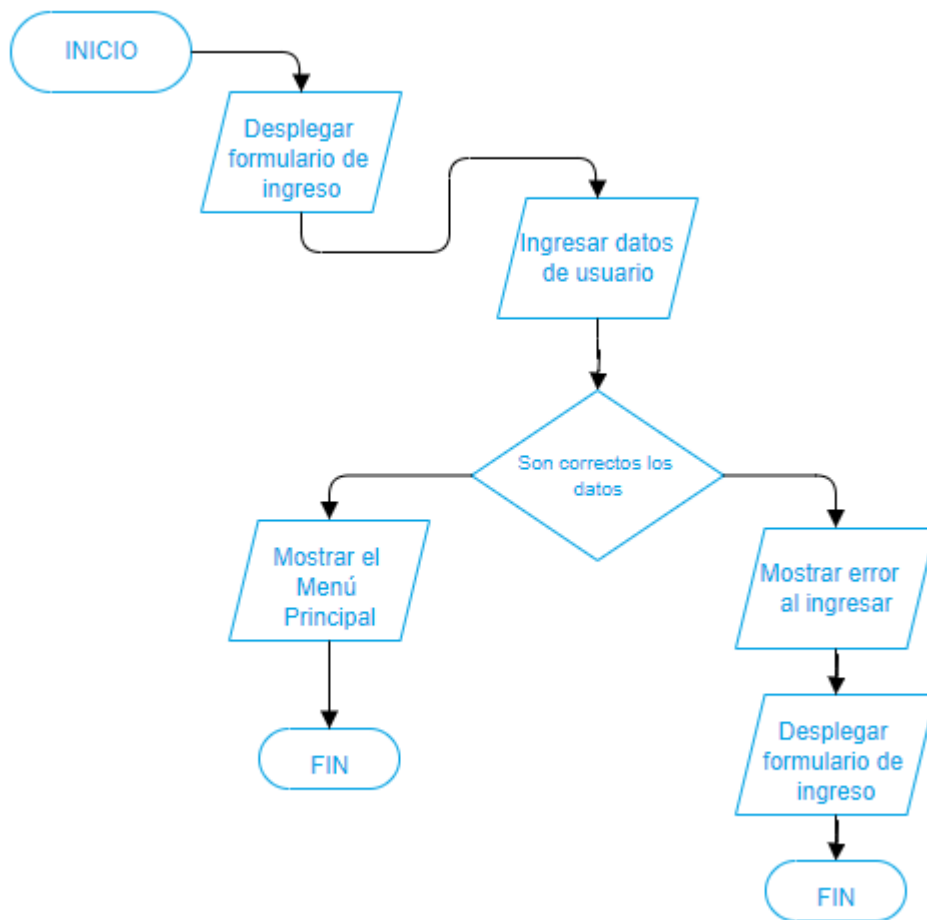 INICIO
Desplegar
formulario de
ingreso
Ingresar datos
de usuario
Son correctos los
datos
Mostrar el
Menú
Principal
FIN
Mostrar error
al ingresar
Desplegar
formulario de
ingreso
FIN